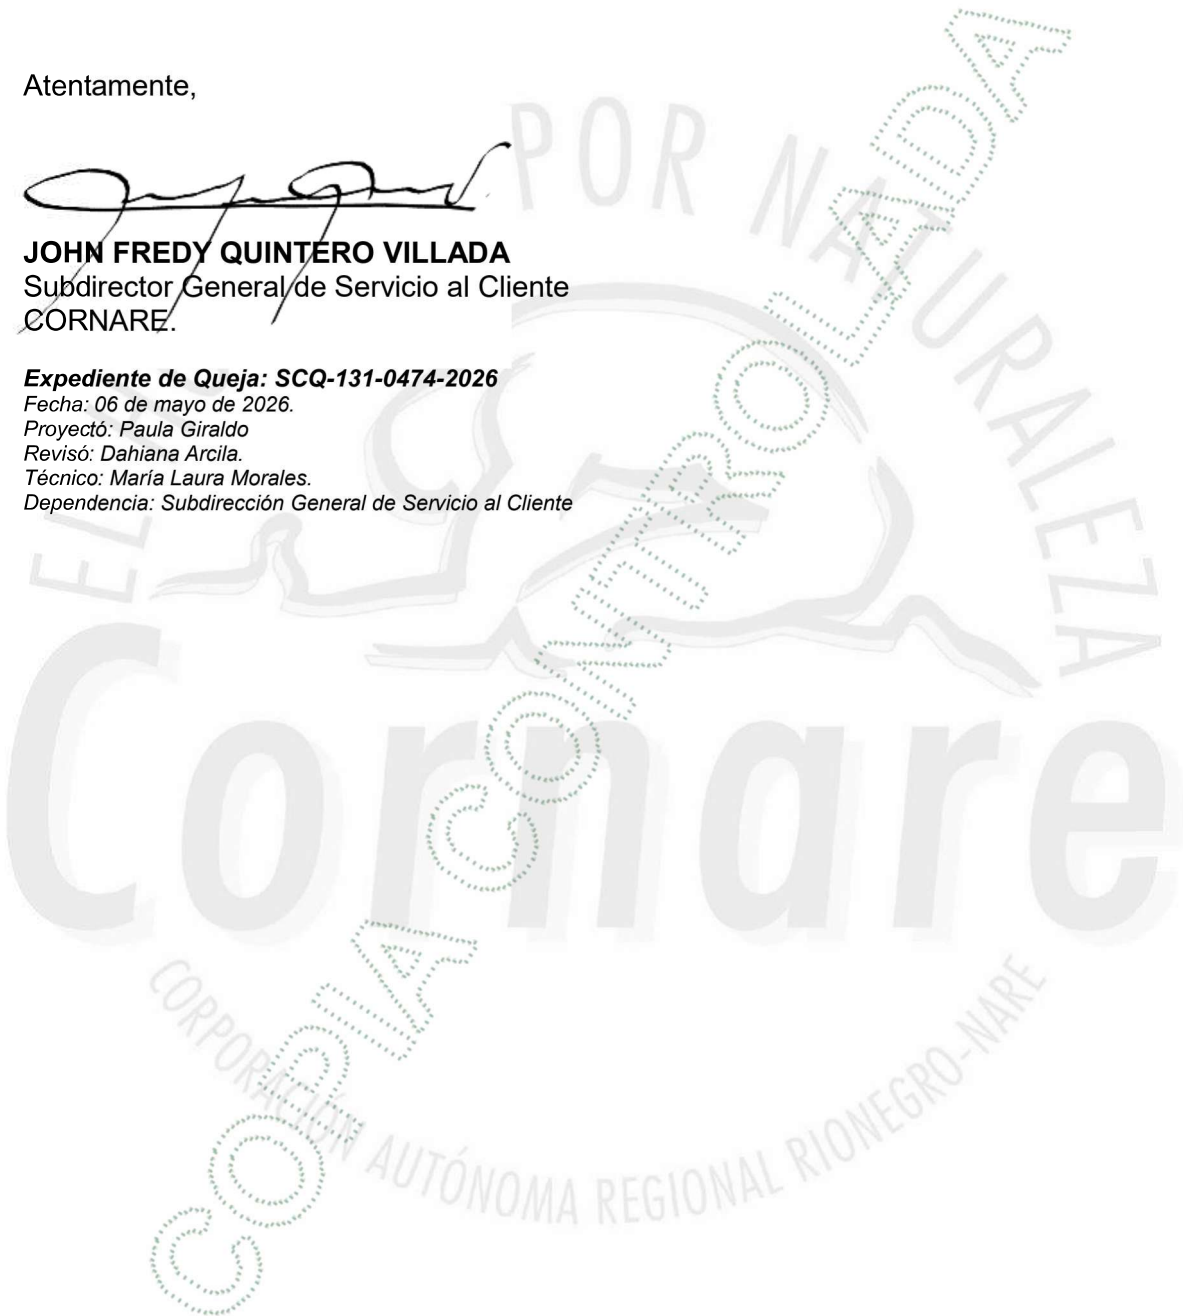 Atentamente,
JOHN FREDY QUINTERO VILLADA
Subdirector General de Servicio al Cliente
CORNARE.
Expediente de Queja: SCQ-131-0474-2026
Fecha: 06 de mayo de 2026.
Proyectó: Paula Giraldo
Revisó: Dahiana Arcila.
Técnico: María Laura Morales.
Dependencia: Subdirección General de Servicio al Cliente
POR NATURALEZA
Cornare
CORPORACIÓN AUTÓNOMA REGIONAL RIONEGRO-NARE
COPIA CONTROLADA